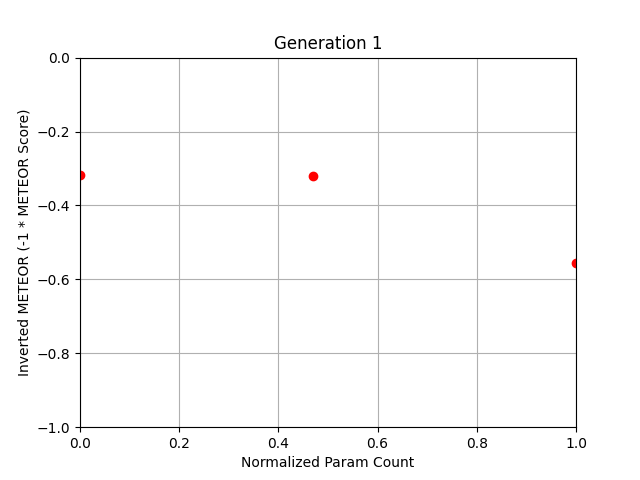 Generation 1
Inverted METEOR (-1 * METEOR Score)
0.0
−0.2
−0.4
−0.6
−0.8
−1.0
0.0 0.2 0.4 0.6 0.8 1.0
Normalized Param Count